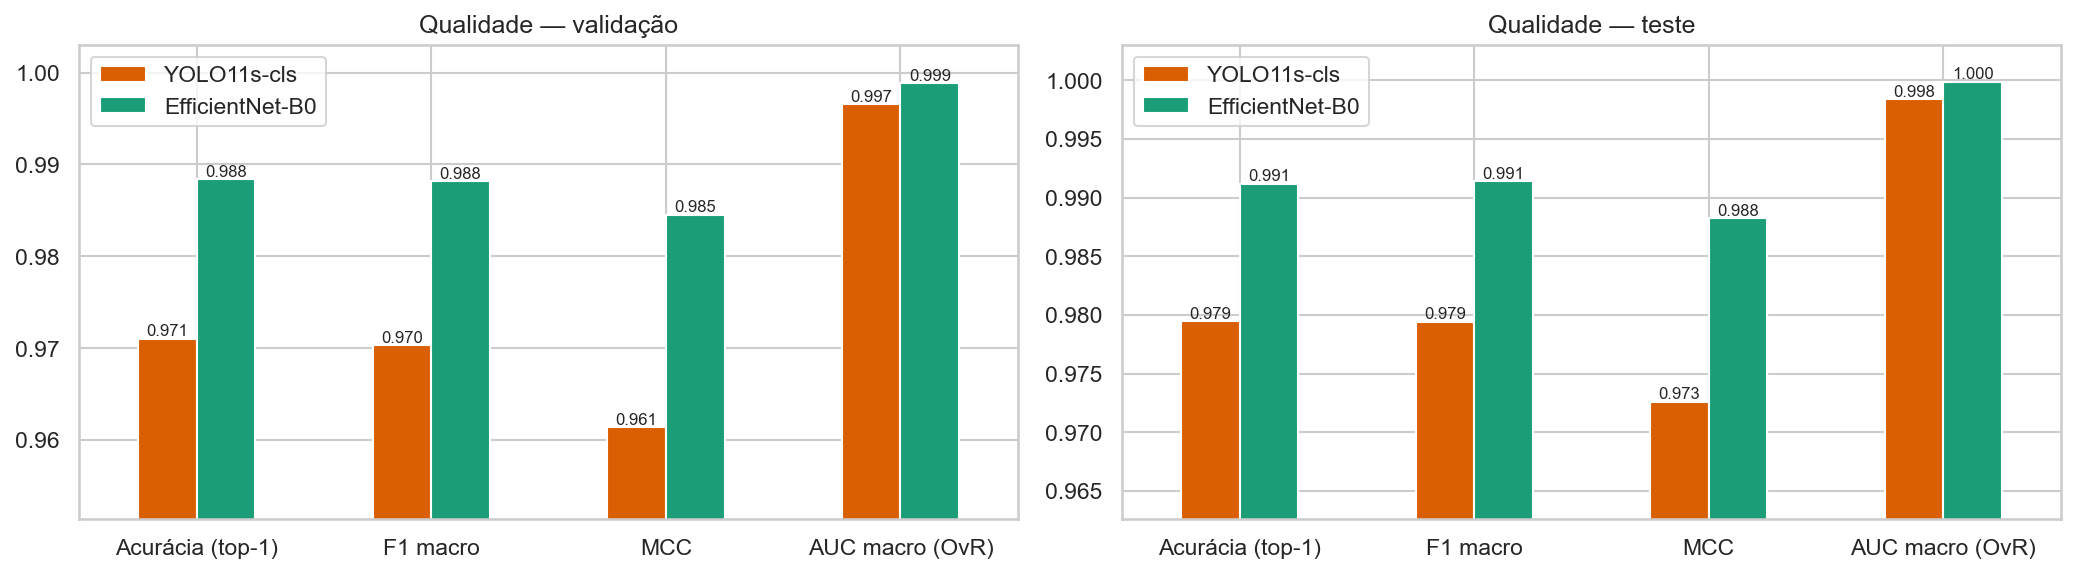 Qualidade — validação
YOLO11s-cls
EfficientNet-B0
1.00
0.99
0.98
0.97
0.96
0.971
0.988
0.970
0.988
0.961
0.985
0.997
0.999
Acurácia (top-1)
F1 macro
MCC
AUC macro (OvR)
Qualidade — teste
YOLO11s-cls
EfficientNet-B0
1.000
0.995
0.990
0.985
0.980
0.975
0.970
0.965
0.979
0.991
0.979
0.991
0.973
0.988
0.998
1.000
Acurácia (top-1)
F1 macro
MCC
AUC macro (OvR)